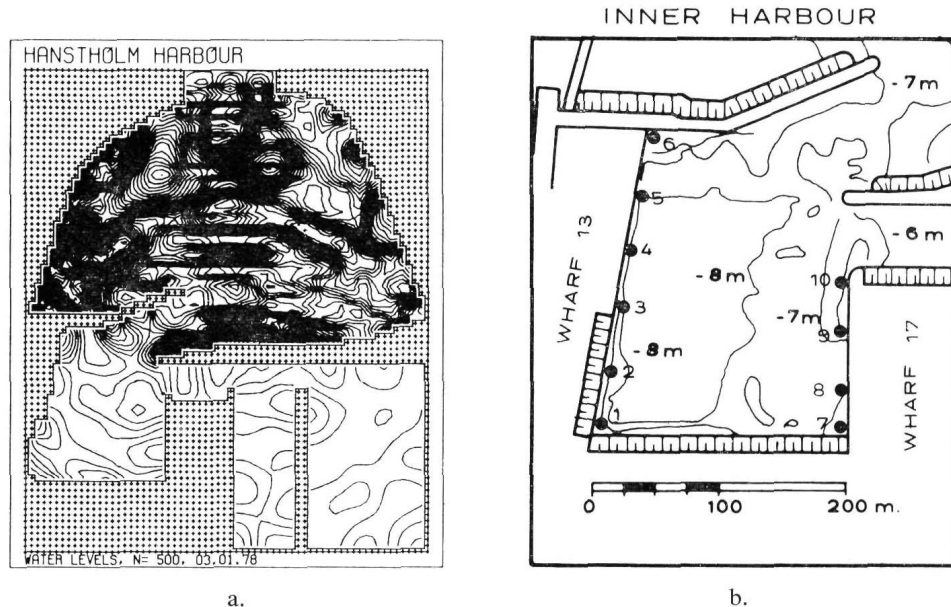 HANSTHOLM HARBOUR
WATER LEVELS, N= 500, 03.01.78
a.
INNER HARBOUR
-7m
6
5
-6 m
WHARF 13
4
10
-8m
3
-7m
9
-8m
2
WHARF 17
8
1
7
0 100 200 m.
b.